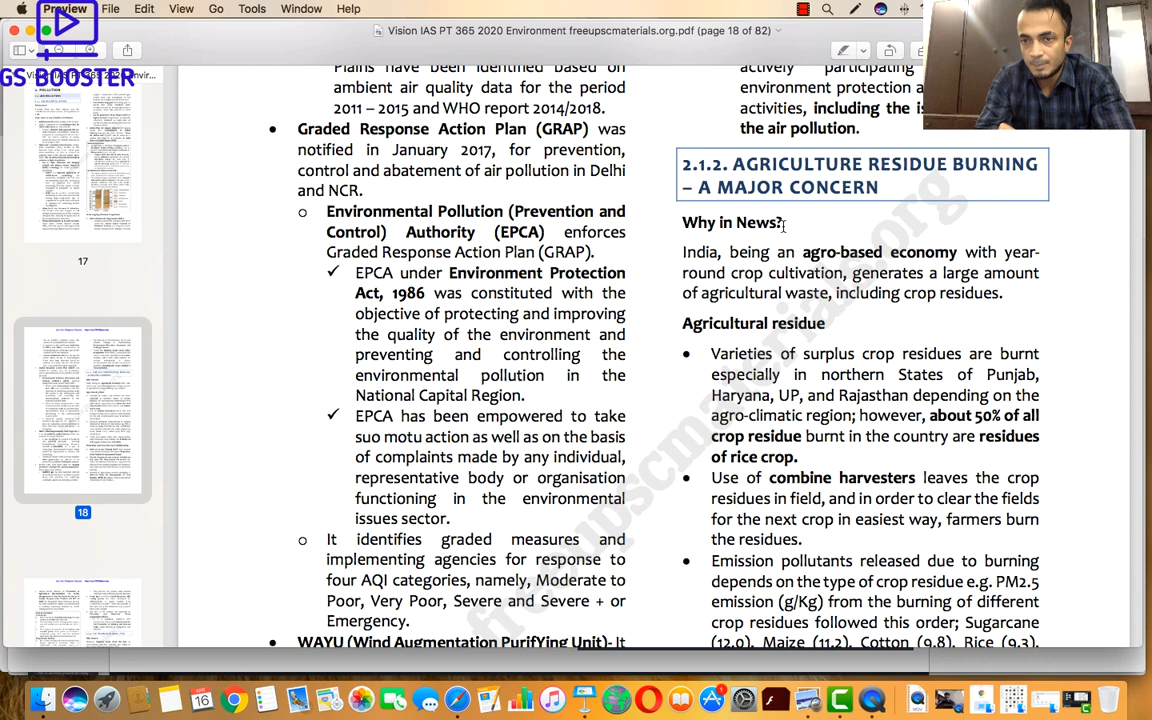 Preview File Edit View Go Tools Window Help
Vision IAS PT 365 2020 Environment freeupscmaterials.org.pdf (page 18 of 82)
GS BOOSTER
17
18
ambient air quality data for the period
2011 – 2015 and WHO Report 2014/2018.
• Graded Response Action Plan (GRAP) was
notified in January 2017, for prevention,
control and abatement of air pollution in Delhi
and NCR.
o Environmental Pollution (Prevention and
Control) Authority (EPCA) enforces
Graded Response Action Plan (GRAP).
✓ EPCA under Environment Protection
Act, 1986 was constituted with the
objective of protecting and improving
the quality of the environment and
preventing and controlling the
environmental pollution in the
National Capital Region.
✓ EPCA has been empowered to take
suo motu action as well as on the basis
of complaints made by any individual,
representative body or organisation
functioning in the environmental
issues sector.
o It identifies graded measures and
implementing agencies for response to
four AQI categories, namely, Moderate to
Poor, Very Poor, Severe and Severe + or
Emergency.
• WAYU (Wind Augmentation Purifying Unit)- It
actively participating
environment protection a
activities, including the i
the air pollution.
2.1.2. AGRICULTURE RESIDUE BURNING
– A MAJOR CONCERN
Why in News?
India, being an agro-based economy with year-
round crop cultivation, generates a large amount
of agricultural waste, including crop residues.
Agricultural residue
• Varieties of surplus crop residues are burnt
especially in northern States of Punjab,
Haryana, UP, and Rajasthan depending on the
agroclimatic region; however, about 50% of all
crop residue burnt in the country are residues
of rice crop.
• Use of combine harvesters leaves the crop
residues in field, and in order to clear the fields
for the next crop in easiest way, farmers burn
the residues.
• Emission pollutants released due to burning
depends on the type of crop residue e.g. PM2.5
emission (g/kg) from the burning of different
crop residues followed this order; Sugarcane
(12.0), Maize (11.2), Cotton (9.8), Rice (9.3),
freeupscmaterials.org